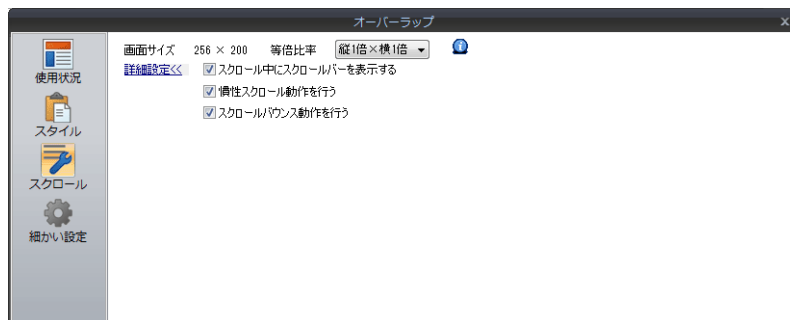 オーバーラップ
使用状況
スタイル
スクロール
細かい設定
画面サイズ 256 × 200 等倍比率 縦1倍×横1倍
詳細設定<< スクロール中にスクロールバーを表示する
慣性スクロール動作を行う
スクロールバウンス動作を行う